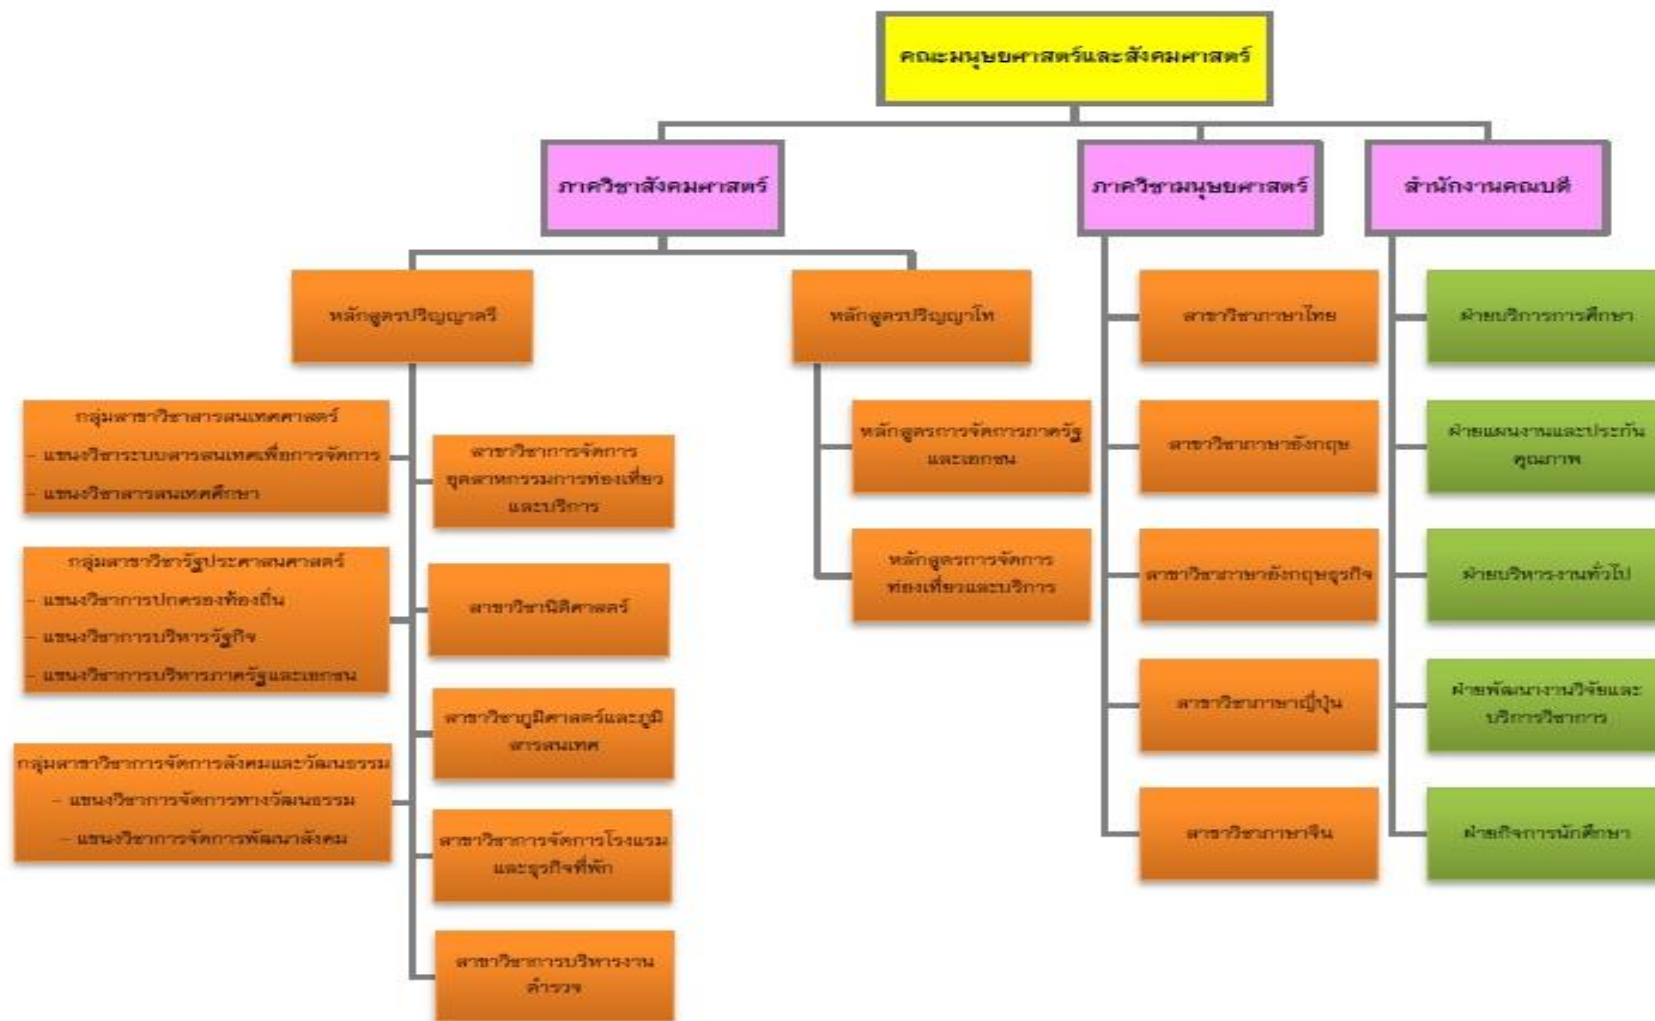 คณะมนุษยศาสตร์และสังคมศาสตร์
ภาควิชาสังคมศาสตร์
ภาควิชามนุษยศาสตร์
สำนักงานคณบดี
หลักสูตรปริญญาตรี
หลักสูตรปริญญาโท
กลุ่มสาขาวิชาสารสนเทศศาสตร์
- แขนงวิชาระบบสารสนเทศเพื่อการจัดการ
- แขนงวิชาสารสนเทศศึกษา
กลุ่มสาขาวิชารัฐประศาสนศาสตร์
- แขนงวิชาการปกครองท้องถิ่น
- แขนงวิชาการบริหารรัฐกิจ
- แขนงวิชาการบริหารภาครัฐและเอกชน
กลุ่มสาขาวิชาการจัดการสังคมและวัฒนธรรม
- แขนงวิชาการจัดการทางวัฒนธรรม
- แขนงวิชาการจัดการพัฒนาสังคม
สาขาวิชาการจัดการ
อุตสาหกรรมการท่องเที่ยว
และบริการ
สาขาวิชานิติศาสตร์
สาขาวิชาภูมิศาสตร์และภูมิ
สารสนเทศ
สาขาวิชาการจัดการโรงแรม
และธุรกิจที่พัก
สาขาวิชาการบริหารงาน
ตำรวจ
หลักสูตรการจัดการภาครัฐ
และเอกชน
หลักสูตรการจัดการ
ท่องเที่ยวและบริการ
สาขาวิชาภาษาไทย
สาขาวิชาภาษาอังกฤษ
สาขาวิชาภาษาอังกฤษธุรกิจ
สาขาวิชาภาษาญี่ปุ่น
สาขาวิชาภาษาจีน
ฝ่ายบริการการศึกษา
ฝ่ายแผนงานและประกัน
คุณภาพ
ฝ่ายบริหารงานทั่วไป
ฝ่ายพัฒนางานวิจัยและ
บริการวิชาการ
ฝ่ายกิจการนักศึกษา